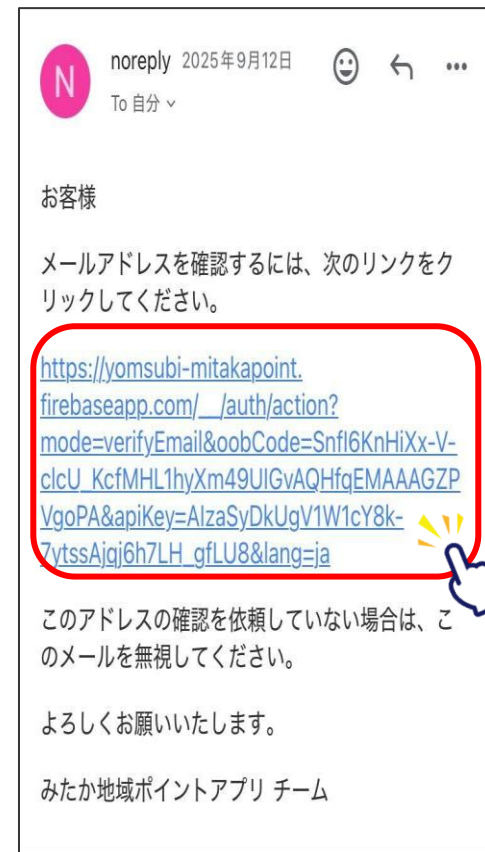 N
noreply 2025年9月12日
To 自分
お客様
メールアドレスを確認するには、次のリンクをク
リックしてください。
https://yomsubi-mitakapoint.
firebaseapp.com/__/auth/action?
mode=verifyEmail&oobCode=SnfI6KnHiXx-V-
clcU_KcfMHL1hyXm49UIGvAQHfqEMAAAGZP
VgoPA&apiKey=AIzaSyDkUgV1W1cY8k-
7ytssAjqj6h7LH_gfLU8&lang=ja
このアドレスの確認を依頼していない場合は、こ
のメールを無視してください。
よろしくお願いいたします。
みたか地域ポイントアプリ チーム